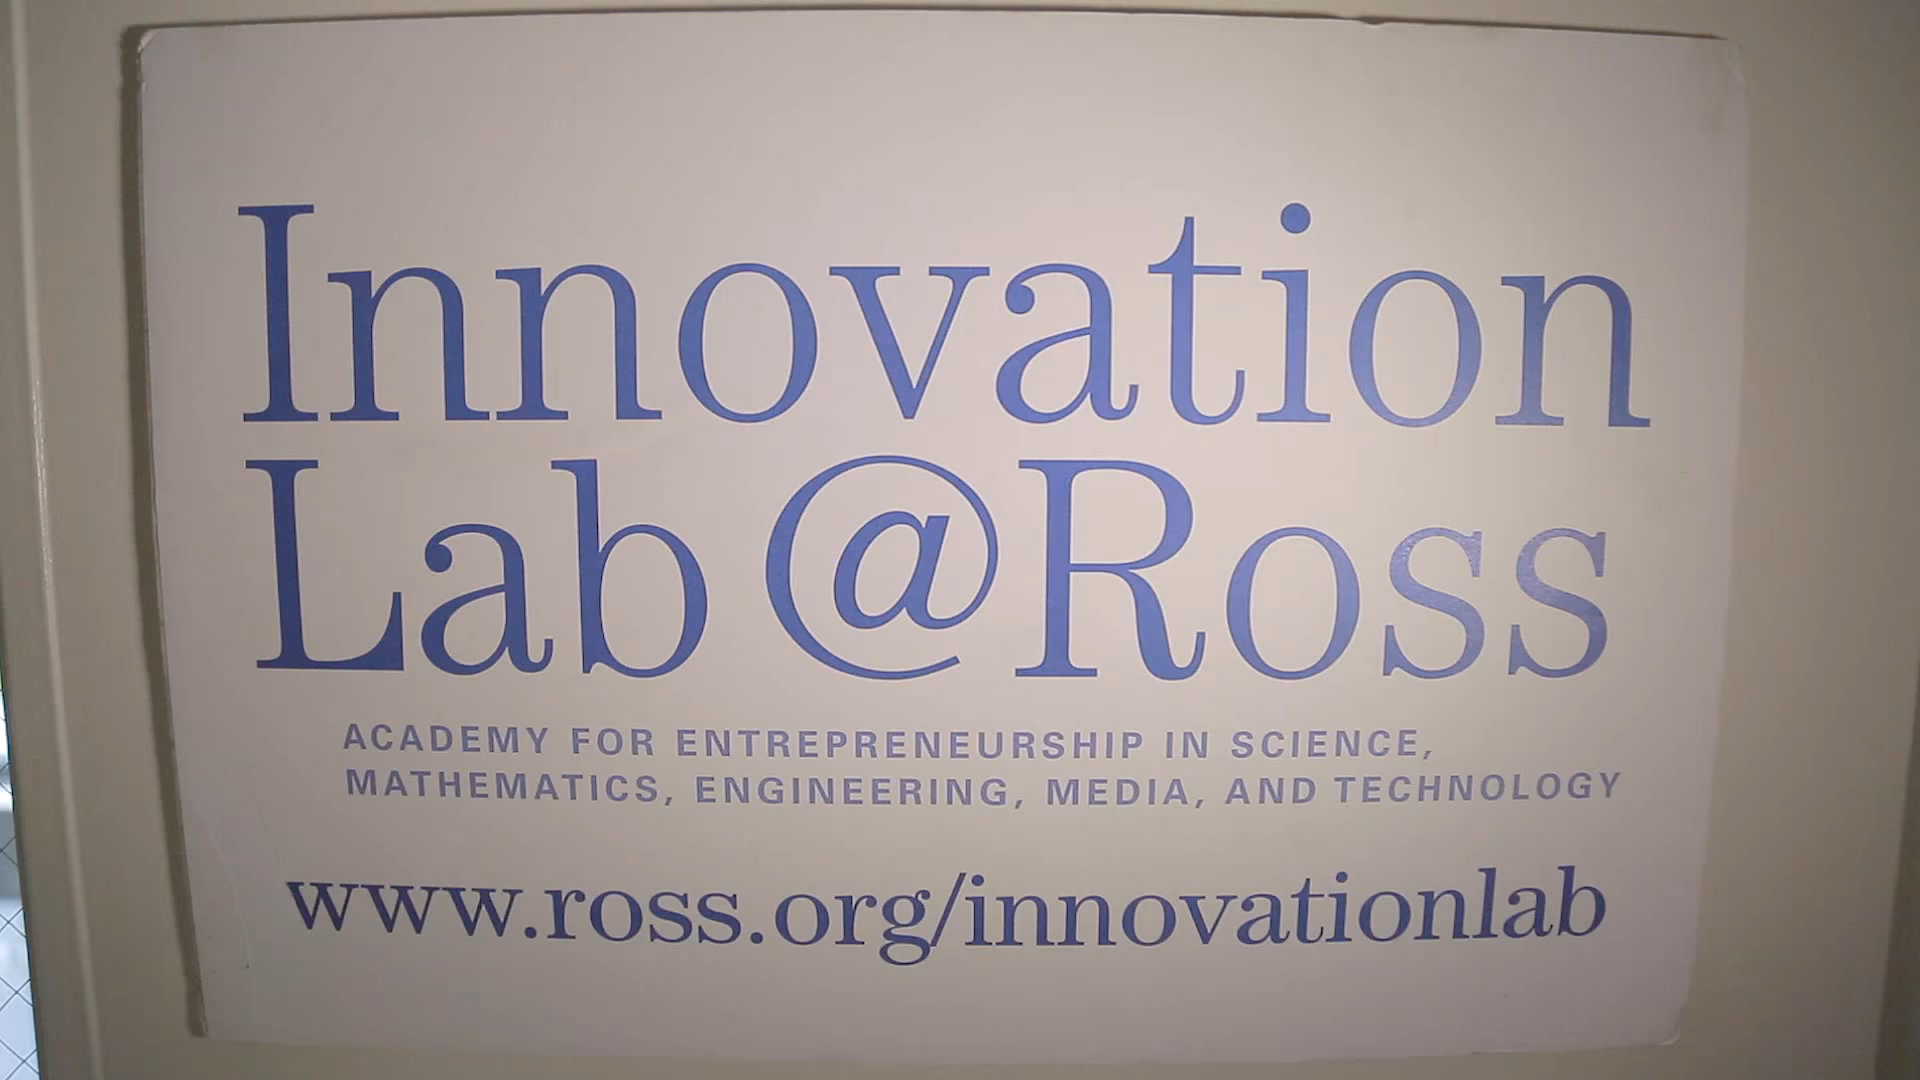 Innovation
Lab @Ross
ACADEMY FOR ENTREPRENEURSHIP IN SCIENCE,
MATHEMATICS, ENGINEERING, MEDIA, AND TECHNOLOGY
www.ross.org/innovationlab